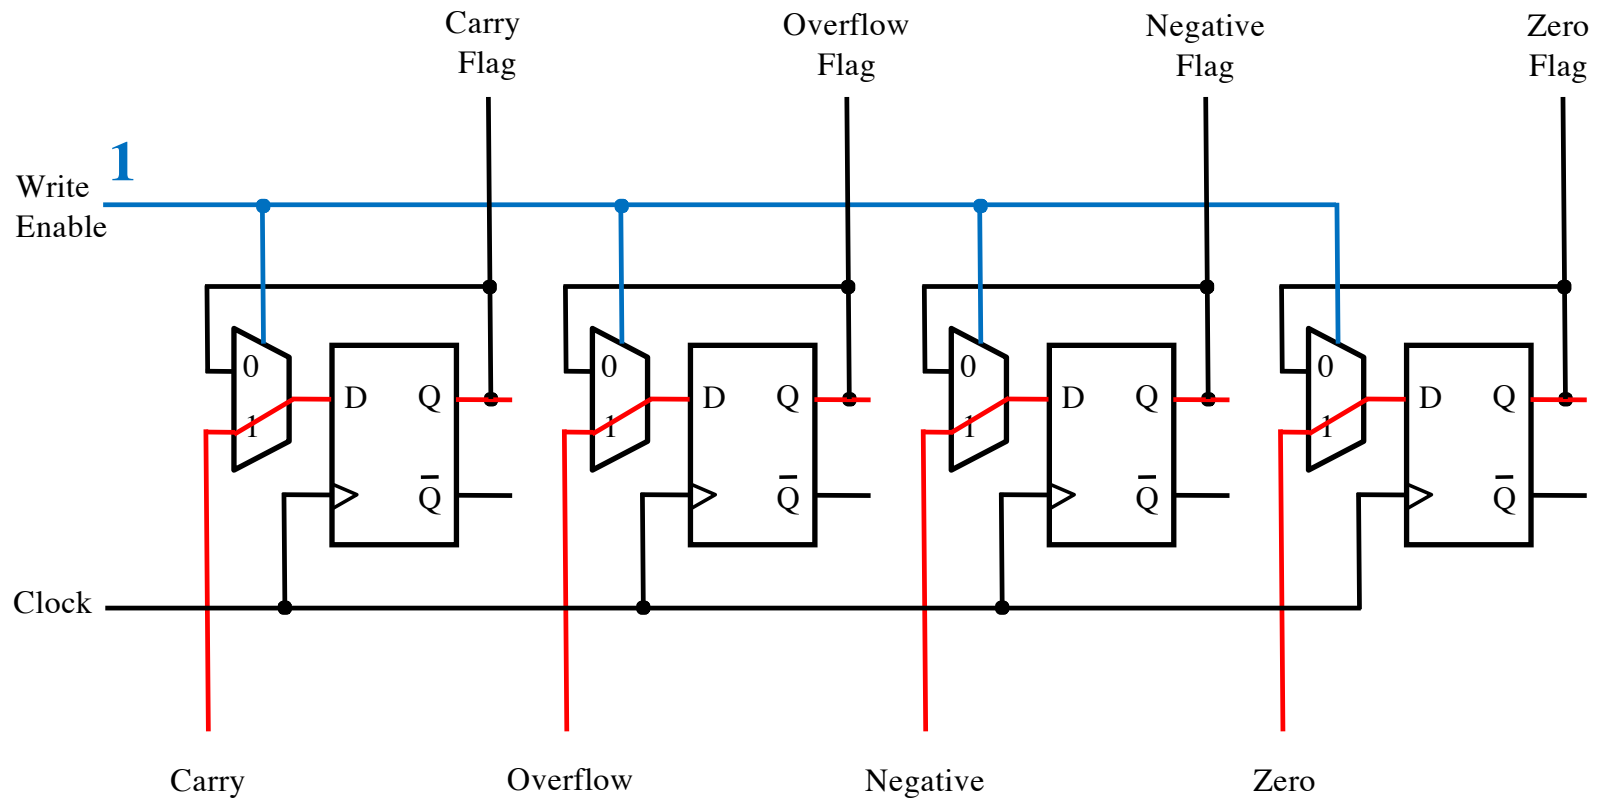 Carry
Flag
Overflow
Flag
Negative
Flag
Zero
Flag
1
Write
Enable
0
1
D
Q
Q̅
0
1
D
Q
Q̅
0
1
D
Q
Q̅
0
1
D
Q
Q̅
Clock
Carry
Overflow
Negative
Zero